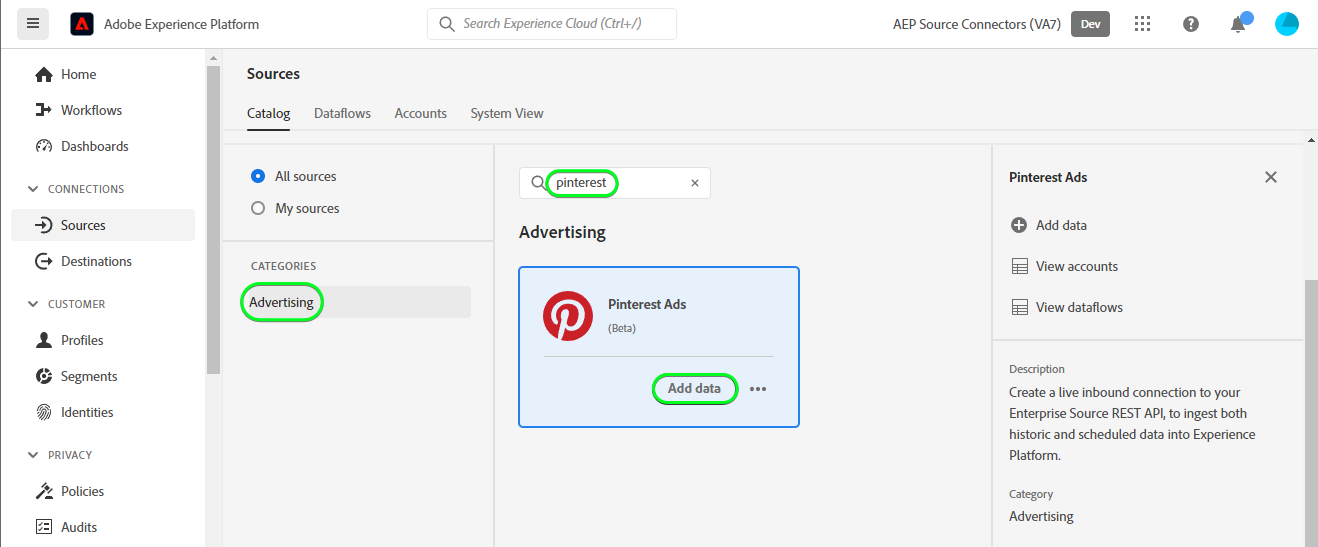 Adobe Experience Platform
Search Experience Cloud (Ctrl+/)
AEP Source Connectors (VA7)
Dev
Home
Workflows
Dashboards
CONNECTIONS
Sources
Destinations
CUSTOMER
Profiles
Segments
Identities
PRIVACY
Policies
Audits
Sources
Catalog
Dataflows
Accounts
System View
All sources
My sources
CATEGORIES
Advertising
pinterest
Advertising
Pinterest Ads
(Beta)
Add data
Pinterest Ads
Add data
View accounts
View dataflows
Description
Create a live inbound connection to your
Enterprise Source REST API, to ingest both
historic and scheduled data into Experience
Platform.
Category
Advertising